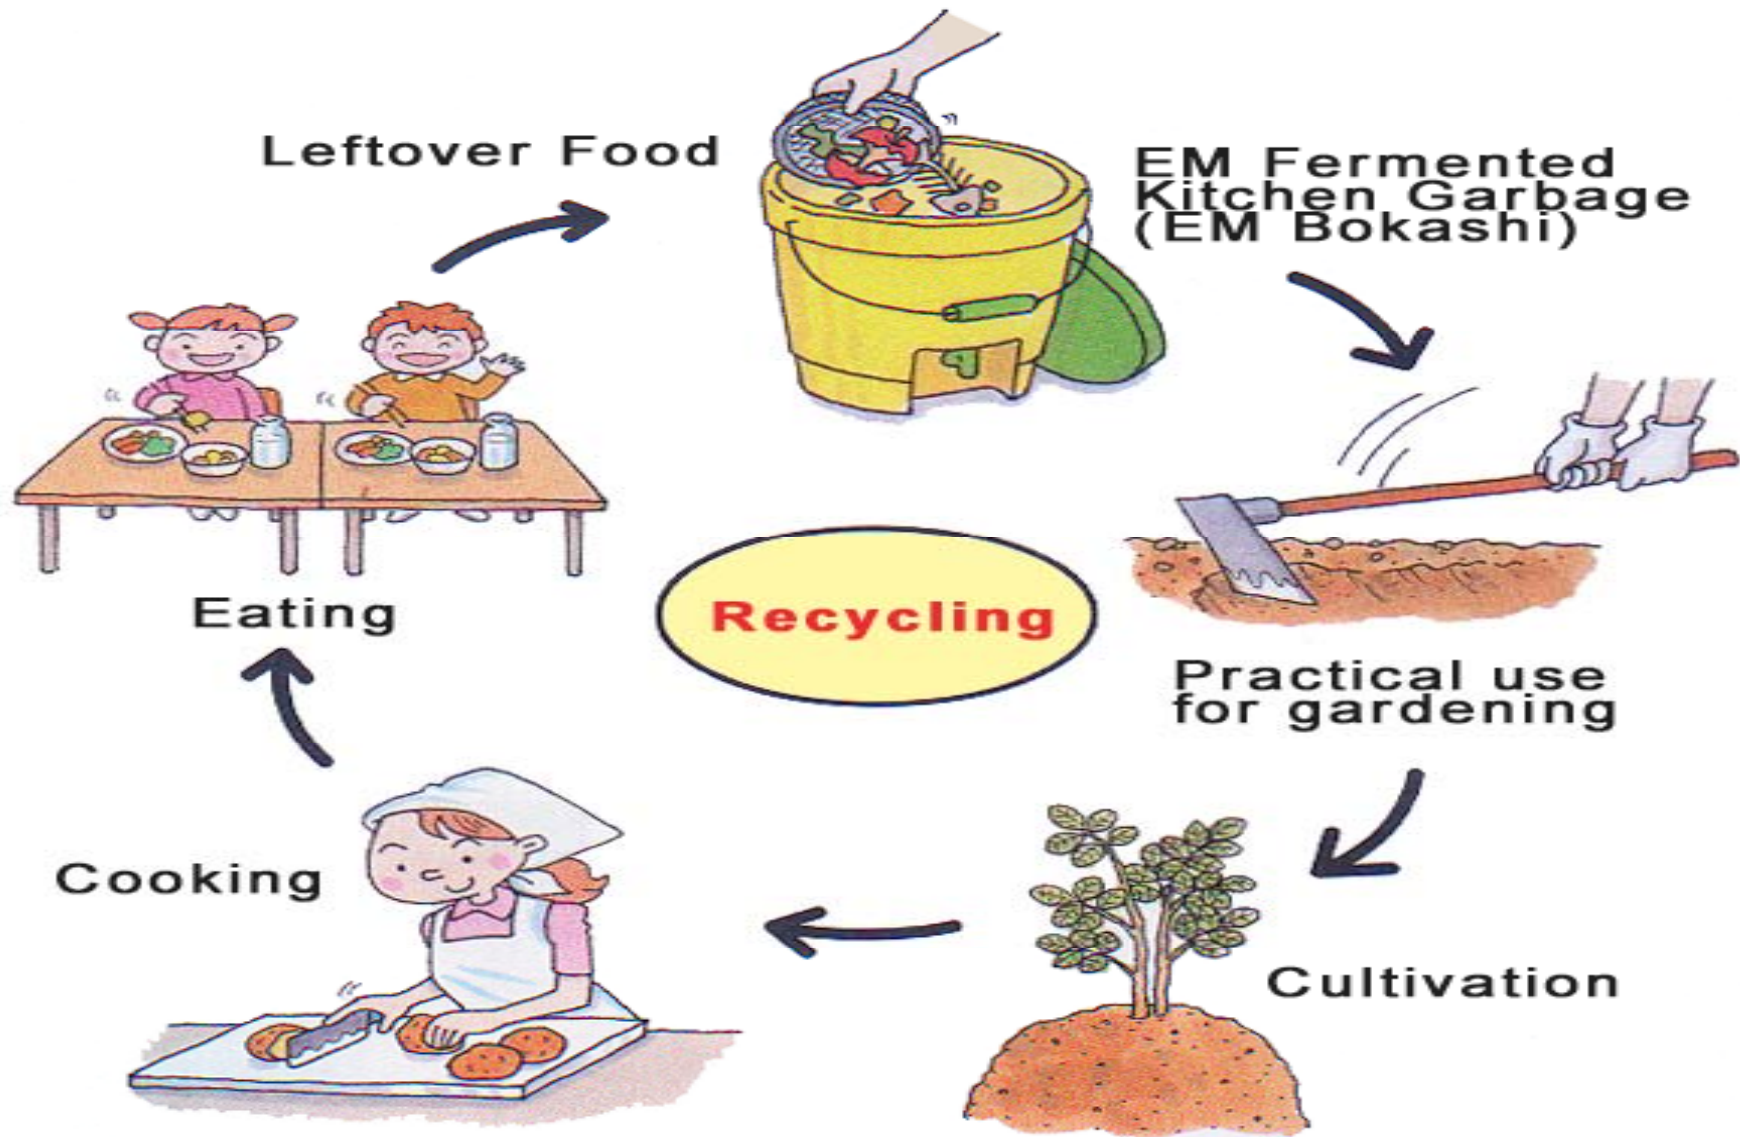 Leftover Food
EM Fermented
Kitchen Garbage
(EM Bokashi)
Practical use
for gardening
Cultivation
Cooking
Eating
Recycling